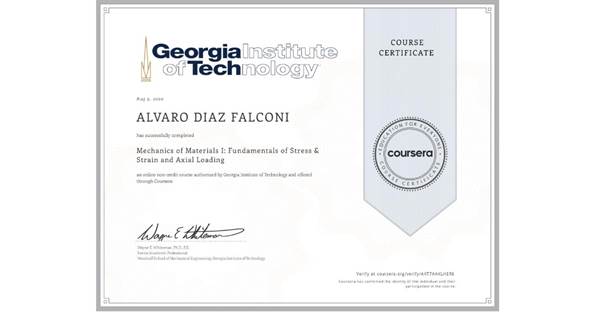 Georgia Institute
of Technology
COURSE
CERTIFICATE
May 9, 2020
ALVARO DIAZ FALCONI
has successfully completed
Mechanics of Materials I: Fundamentals of Stress &
Strain and Axial Loading
an online non-credit course authorized by Georgia Institute of Technology and offered
through Coursera
EDUCATION FOR EVERYONE
coursera
COURSE CERTIFICATE
Wayne E. Whiteman, Ph.D., P.E.
Senior Academic Professional
Woodruff School of Mechanical Engineering, Georgia Institute of Technology
Verify at coursera.org/verify/
Coursera has confirmed the identity of this individual and their
participation in the course.